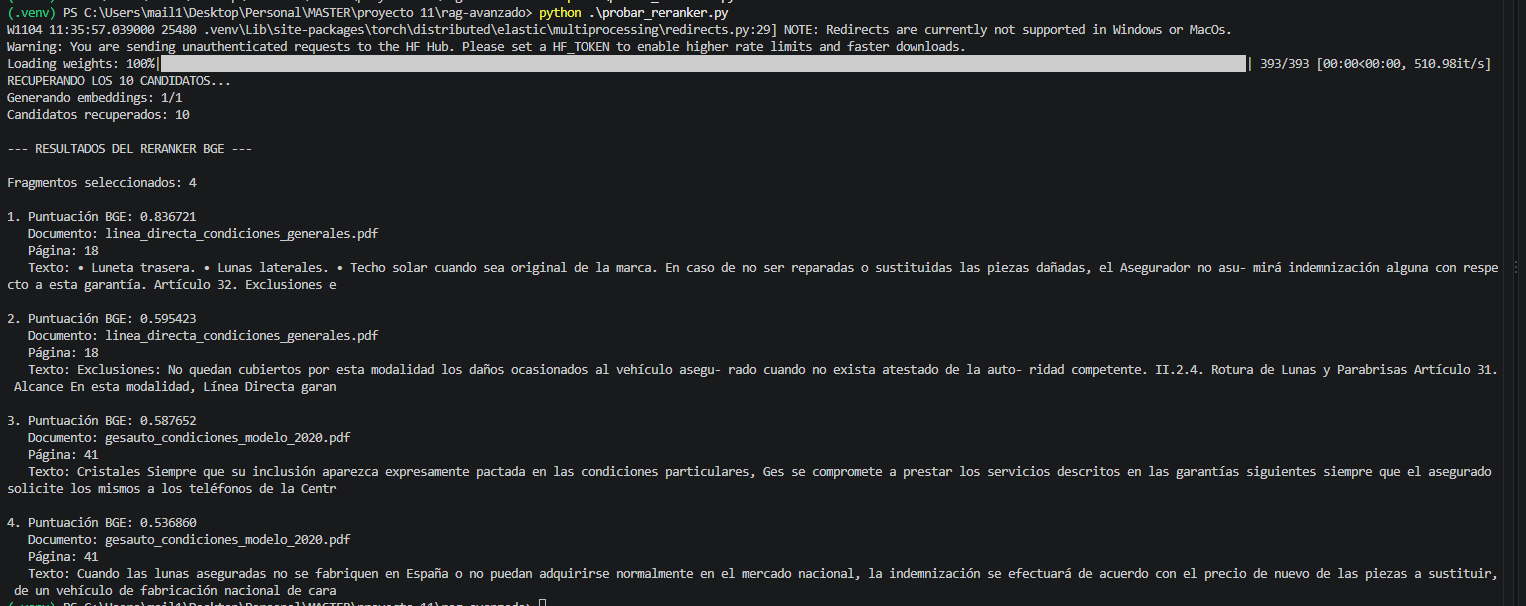 (.venv) PS C:\Users\mail1\Desktop\Personal\MASTER\proyecto 11\rag-avanzado> python .\probar_reranker.py
W1104 11:35:57.039000 25480 .venv\Lib\site-packages\torch\distributed\elastic\multiprocessing\redirects.py:29] NOTE: Redirects are currently not supported in Windows or MacOs.
Warning: You are sending unauthenticated requests to the HF Hub. Please set a HF_TOKEN to enable higher rate limits and faster downloads.
Loading weights: 100%| | 393/393 [00:00<00:00, 510.98it/s]
RECUPERANDO LOS 10 CANDIDATOS...
Generando embeddings: 1/1
Candidatos recuperados: 10
--- RESULTADOS DEL RERANKER BGE ---
Fragmentos seleccionados: 4
1. Puntuación BGE: 0.836721
Documento: linea_directa_condiciones_generales.pdf
Página: 18
Texto: • Luneta trasera. • Lunas laterales. • Techo solar cuando sea original de la marca. En caso de no ser reparadas o sustituidas las piezas dañadas, el Asegurador no asu- mirá indemnización alguna con respe
cto a esta garantía. Artículo 32. Exclusiones e
2. Puntuación BGE: 0.595423
Documento: linea_directa_condiciones_generales.pdf
Página: 18
Texto: Exclusiones: No quedan cubiertos por esta modalidad los daños ocasionados al vehículo asegu- rado cuando no exista atestado de la auto- ridad competente. II.2.4. Rotura de Lunas y Parabrisas Artículo 31.
Alcance En esta modalidad, Línea Directa garan
3. Puntuación BGE: 0.587652
Documento: gesauto_condiciones_modelo_2020.pdf
Página: 41
Texto: Cristales Siempre que su inclusión aparezca expresamente pactada en las condiciones particulares, Ges se compromete a prestar los servicios descritos en las garantías siguientes siempre que el asegurado
solicite los mismos a los teléfonos de la Centr
4. Puntuación BGE: 0.536860
Documento: gesauto_condiciones_modelo_2020.pdf
Página: 41
Texto: Cuando las lunas aseguradas no se fabriquen en España o no puedan adquirirse normalmente en el mercado nacional, la indemnización se efectuará de acuerdo con el precio de nuevo de las piezas a sustituir,
de un vehículo de fabricación nacional de cara